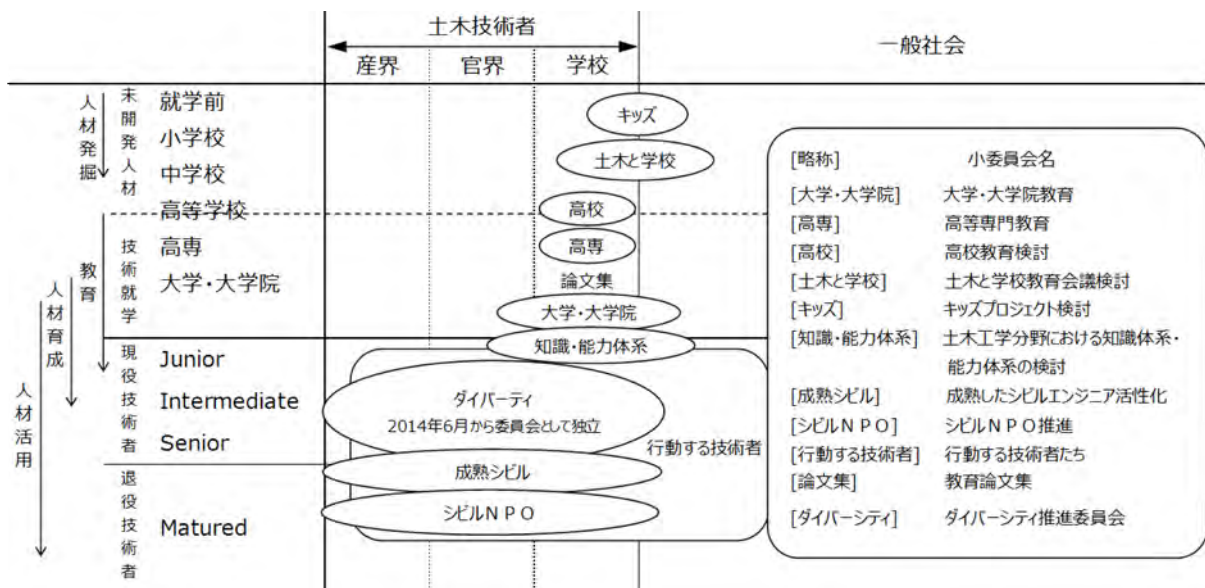 土木技術者
一般社会
産界
官界
学校
人材発掘
未開発人材
就学前
小学校
中学校
高等学校
キッズ
土木と学校
高校
人材活用
人材育成
教育
技術就学
高専
大学・大学院
高専
論文集
大学・大学院
知識・能力体系
現役技術者
Junior
Intermediate
Senior
ダイバーティ
2014年6月から委員会として独立
行動する技術者
成熟シビル
退役技術者
Matured
シビルNPO
[略称] 小委員会名
[大学・大学院] 大学・大学院教育
[高専] 高等専門教育
[高校] 高校教育検討
[土木と学校] 土木と学校教育会議検討
[キッズ] キッズプロジェクト検討
[知識・能力体系] 土木工学分野における知識体系・
能力体系の検討
[成熟シビル] 成熟したシビルエンジニア活性化
[シビルNPO] シビルNPO推進
[行動する技術者] 行動する技術者たち
[論文集] 教育論文集
[ダイバーシティ] ダイバーシティ推進委員会